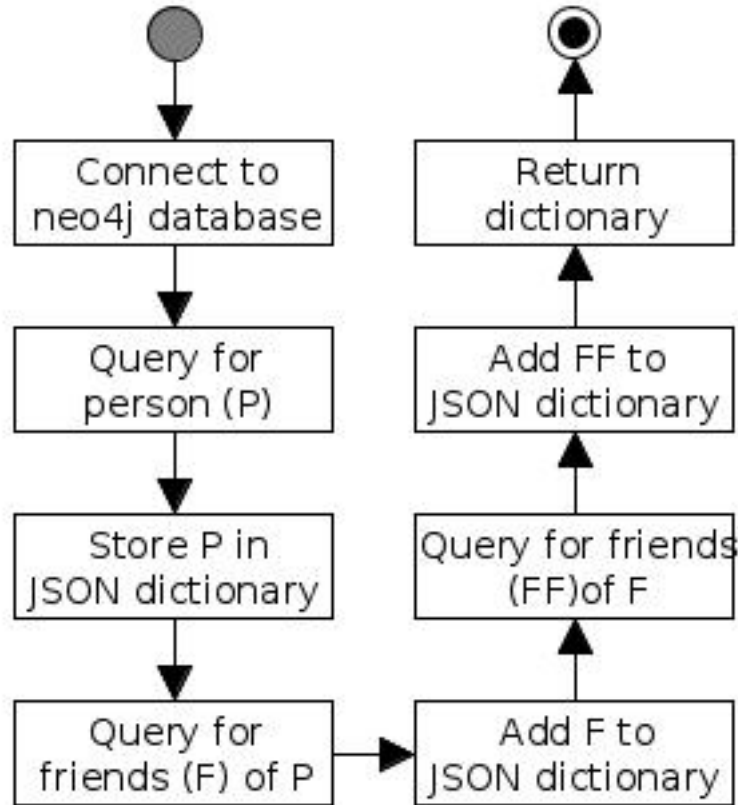 Connect to
neo4j database
Query for
person (P)
Store P in
JSON dictionary
Query for
friends (F) of P
Add F to
JSON dictionary
Query for friends
(FF)of F
Add FF to
JSON dictionary
Return
dictionary